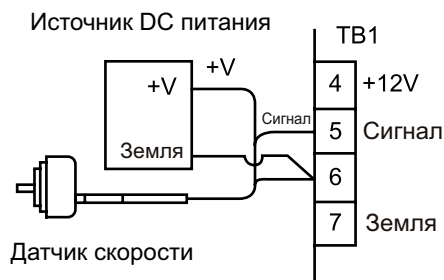 Источник DC питания
TB1
+V
+V
4 +12V
Сигнал
5 Сигнал
Земля
6
7 Земля
Датчик скорости